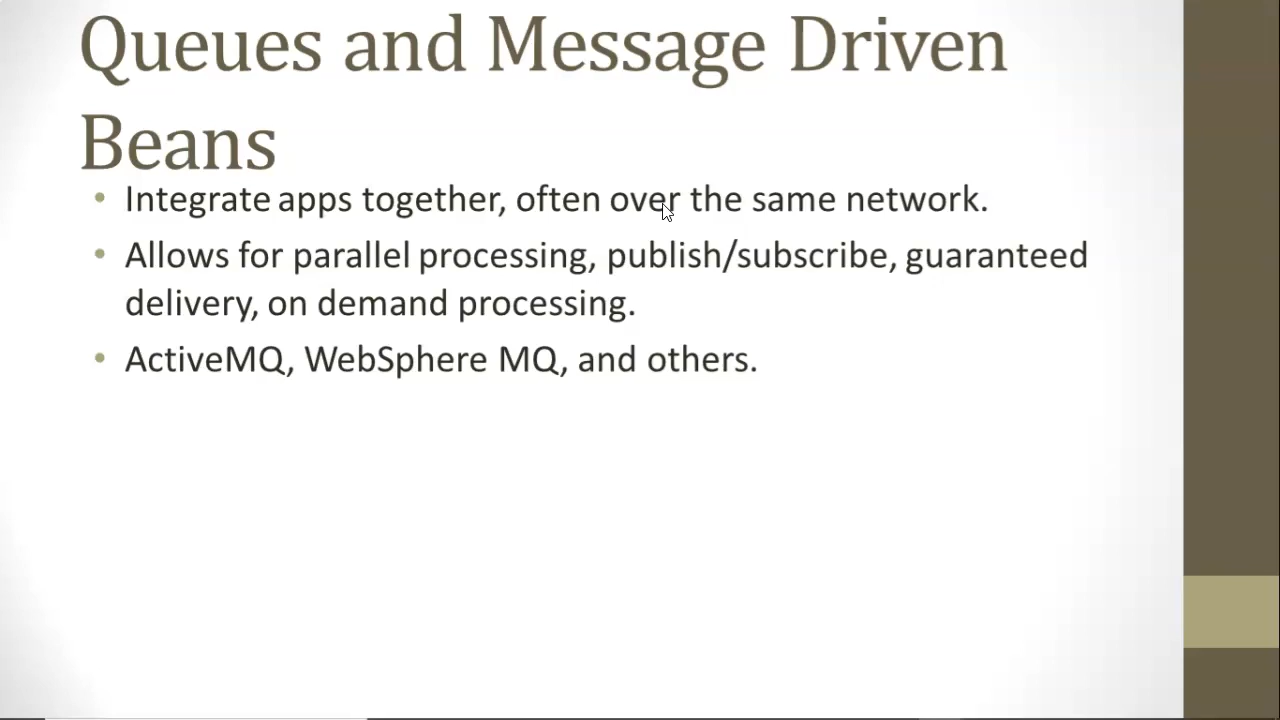 Queues and Message Driven
Beans
• Integrate apps together, often over the same network.
• Allows for parallel processing, publish/subscribe, guaranteed
delivery, on demand processing.
• ActiveMQ, WebSphere MQ, and others.